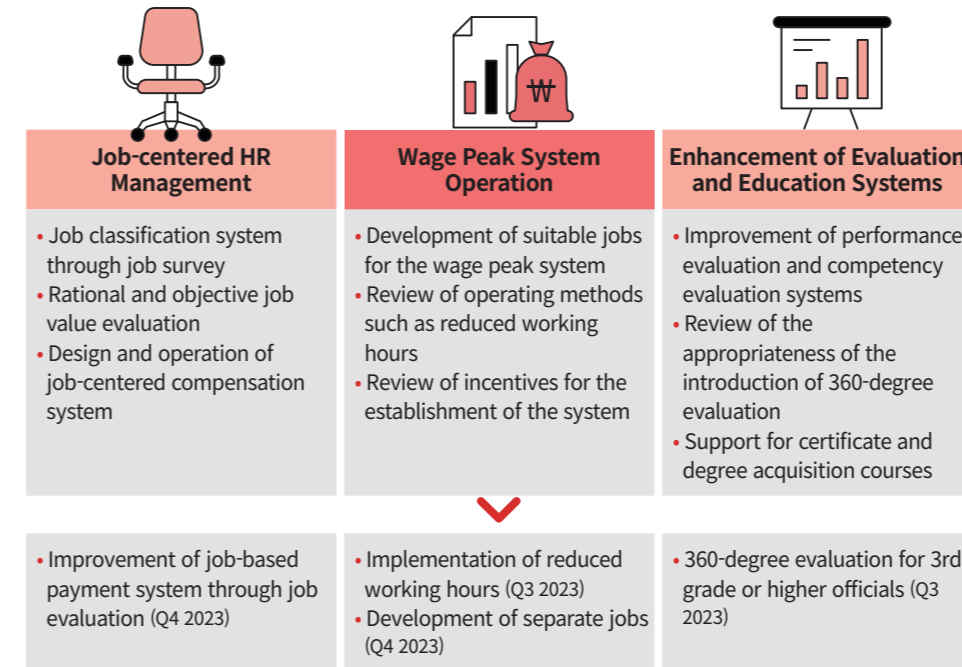 ₩
Job-centered HR
Management
• Job classification system
through job survey
• Rational and objective job
value evaluation
• Design and operation of
job-centered compensation
system
Wage Peak System
Operation
• Development of suitable jobs
for the wage peak system
• Review of operating methods
such as reduced working
hours
• Review of incentives for the
establishment of the system
Enhancement of Evaluation
and Education Systems
• Improvement of performance
evaluation and competency
evaluation systems
• Review of the
appropriateness of the
introduction of 360-degree
evaluation
• Support for certificate and
degree acquisition courses
• Improvement of job-based
payment system through job
evaluation (Q4 2023)
• Implementation of reduced
working hours (Q3 2023)
• Development of separate jobs
(Q4 2023)
• 360-degree evaluation for 3rd
grade or higher officials (Q3
2023)